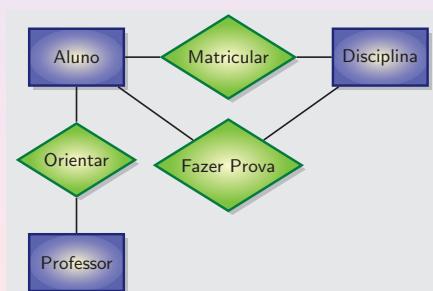 Aluno
Matricular
Disciplina
Orientar
Fazer Prova
Professor